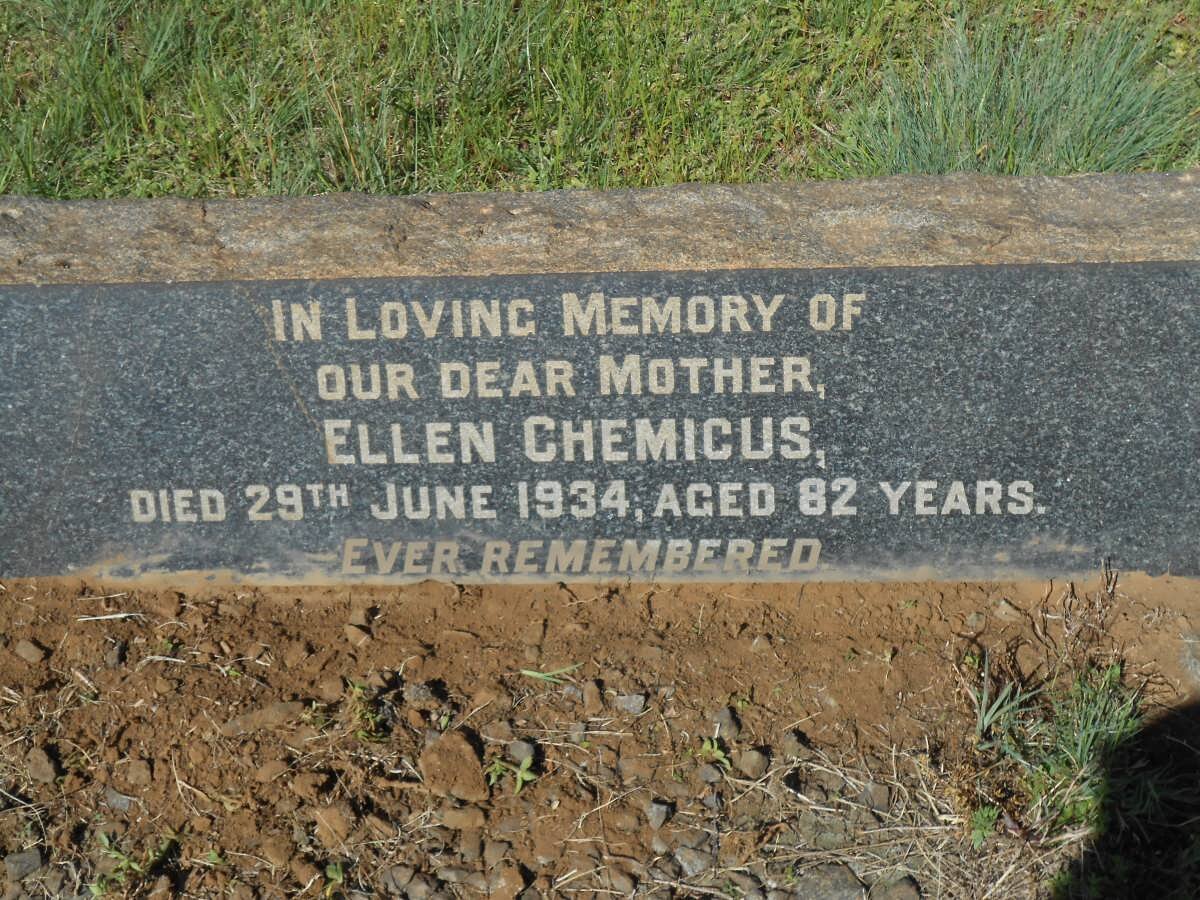 IN LOVING MEMORY OF
OUR DEAR MOTHER,
ELLEN CHEMICUS,
DIED 29TH JUNE 1934, AGED 82 YEARS.
EVER REMEMBERED